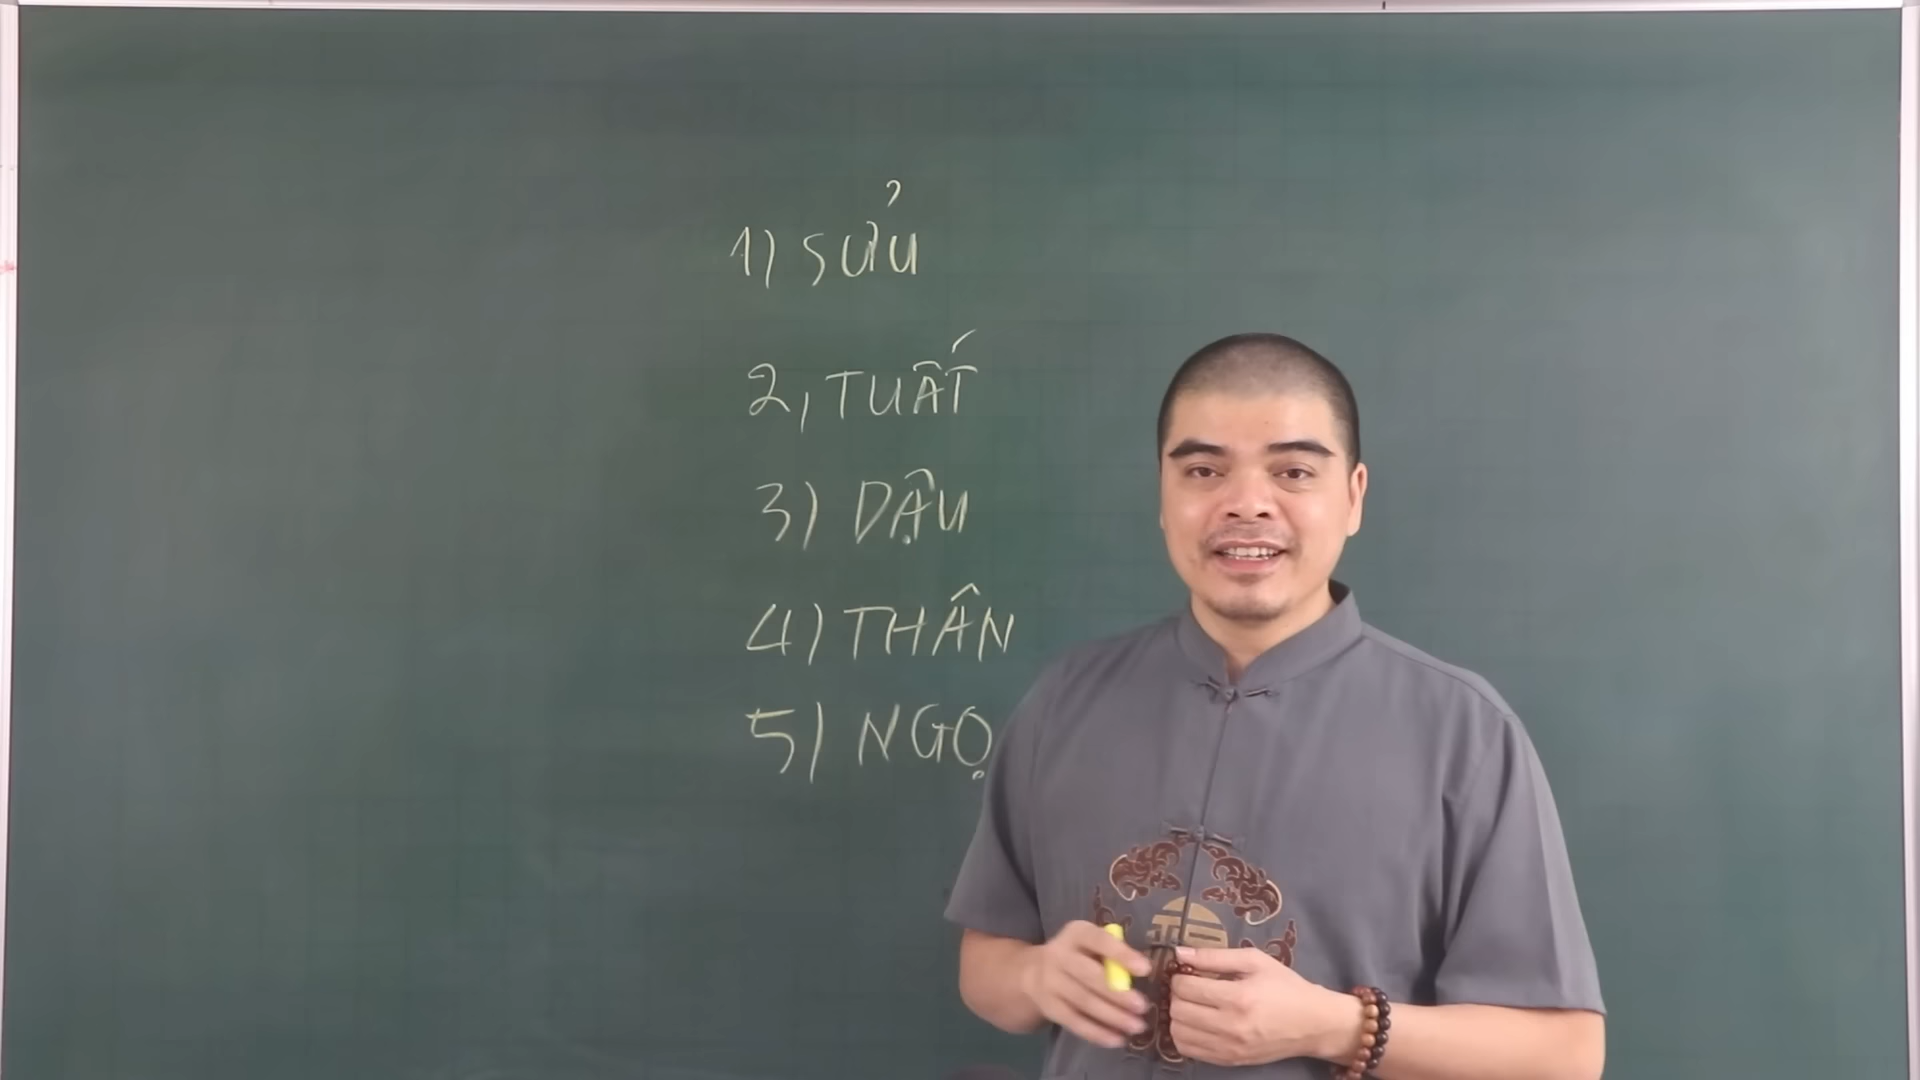 1) SỬU
2, TUẤT
3) DẬU
4) THÂN
5) NGỌ